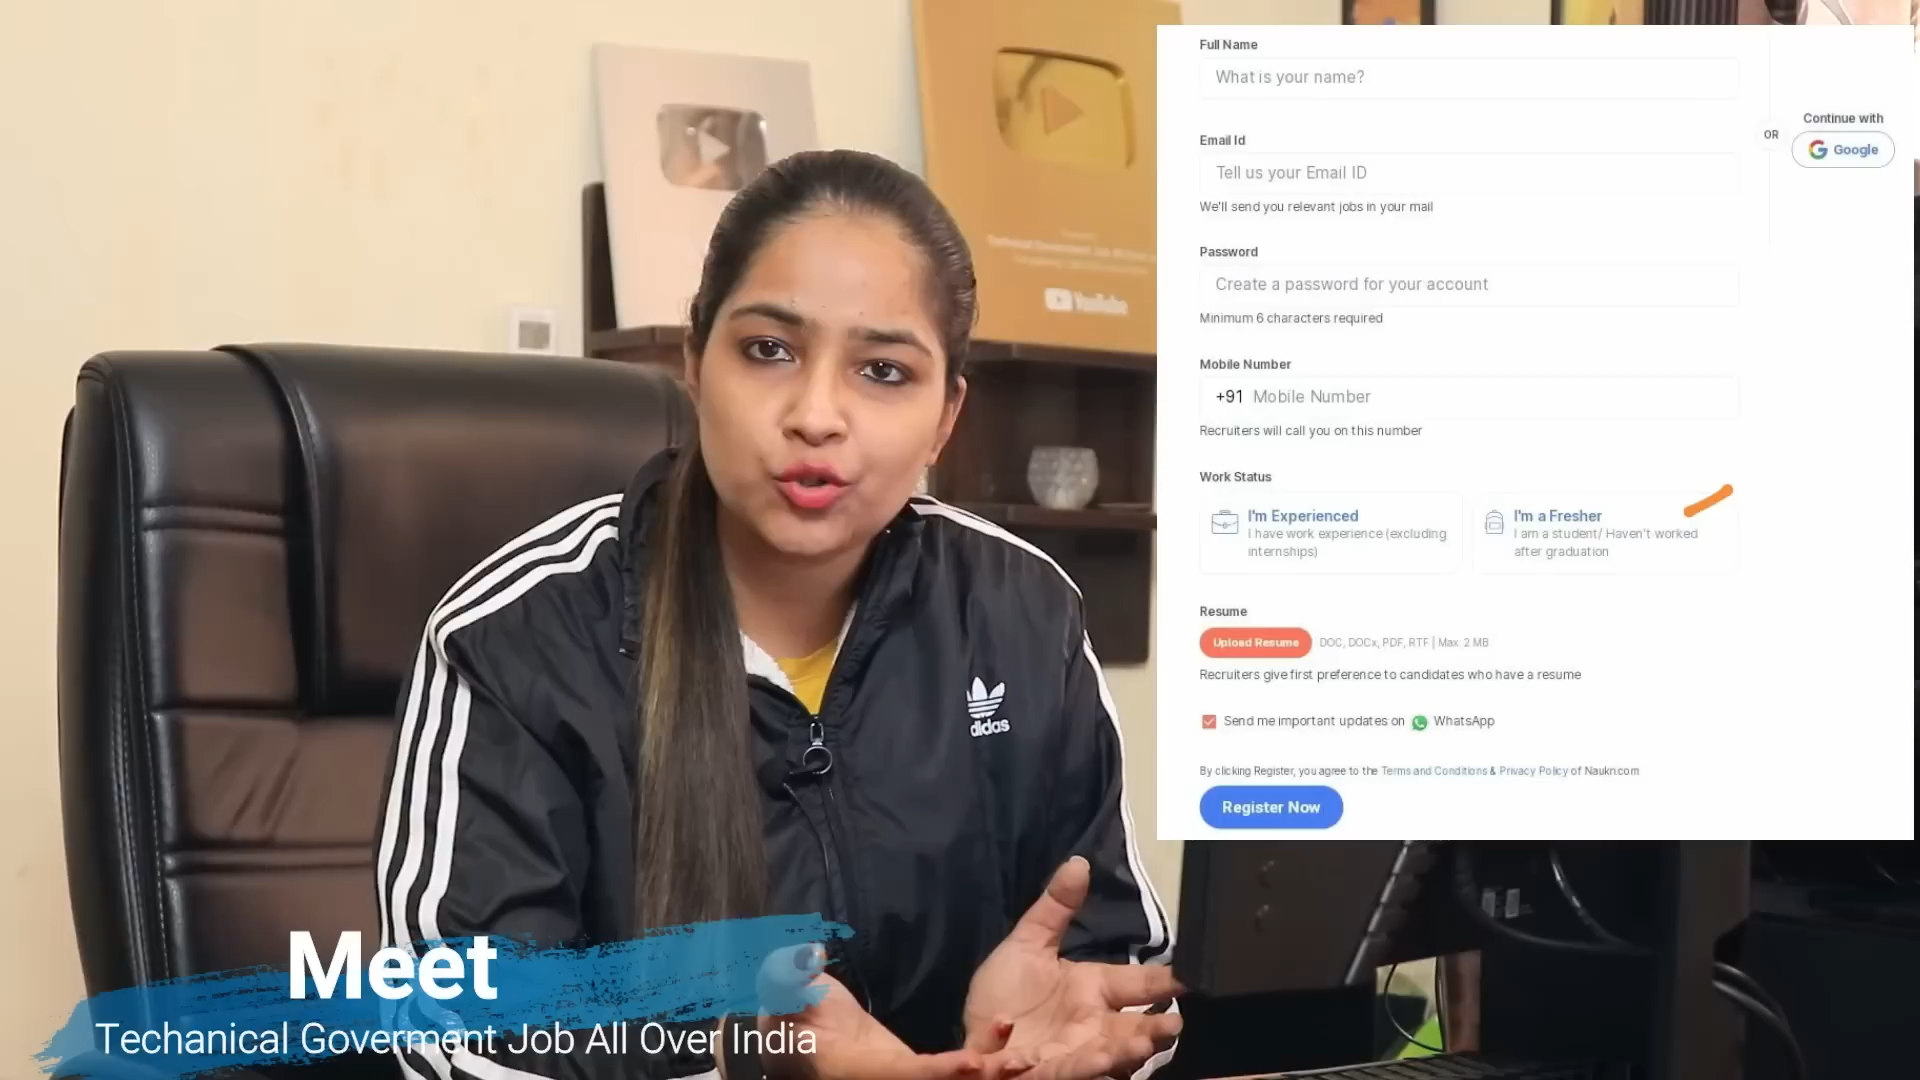 Full Name
What is your name?
Continue with
OR
Google
Email Id
Tell us your Email ID
We'll send you relevant jobs in your mail
Password
Create a password for your account
Minimum 6 characters required
Mobile Number
+91 Mobile Number
Recruiters will call you on this number
Work Status
I'm Experienced
I have work experience (excluding
internships)
I'm a Fresher
I am a student/ Haven't worked
after graduation
Resume
Upload Resume DOC, DOCx, PDF, RTF | Max: 2 MB
Recruiters give first preference to candidates who have a resume
Send me important updates on WhatsApp
By clicking Register, you agree to the Terms and Conditions & Privacy Policy of Naukri.com
Register Now
YouTube
adidas
Meet
Techanical Goverment Job All Over India